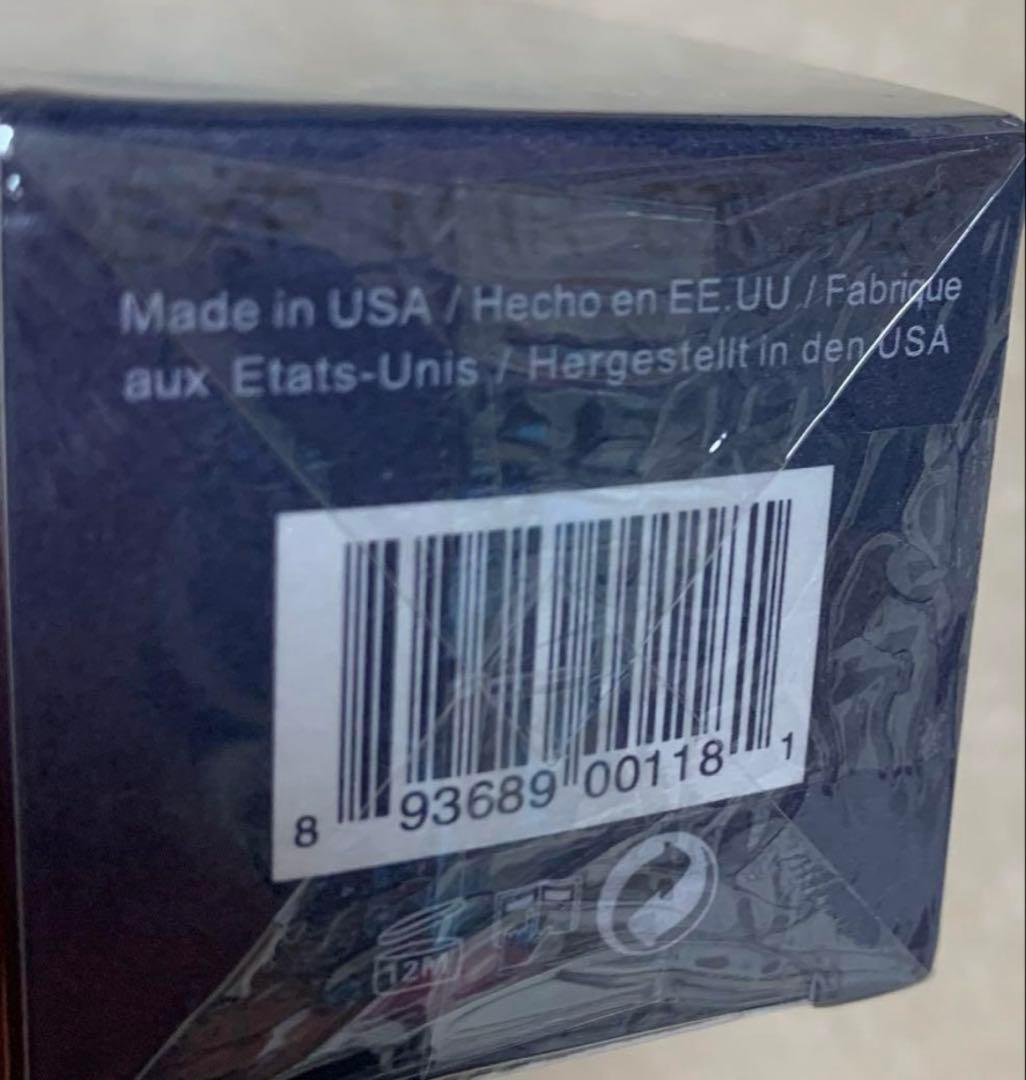 Made in USA / Hecho en EE.UU / Fabrique
aux Etats-Unis / Hergestellt in den USA
8 93689 00118 1
12M